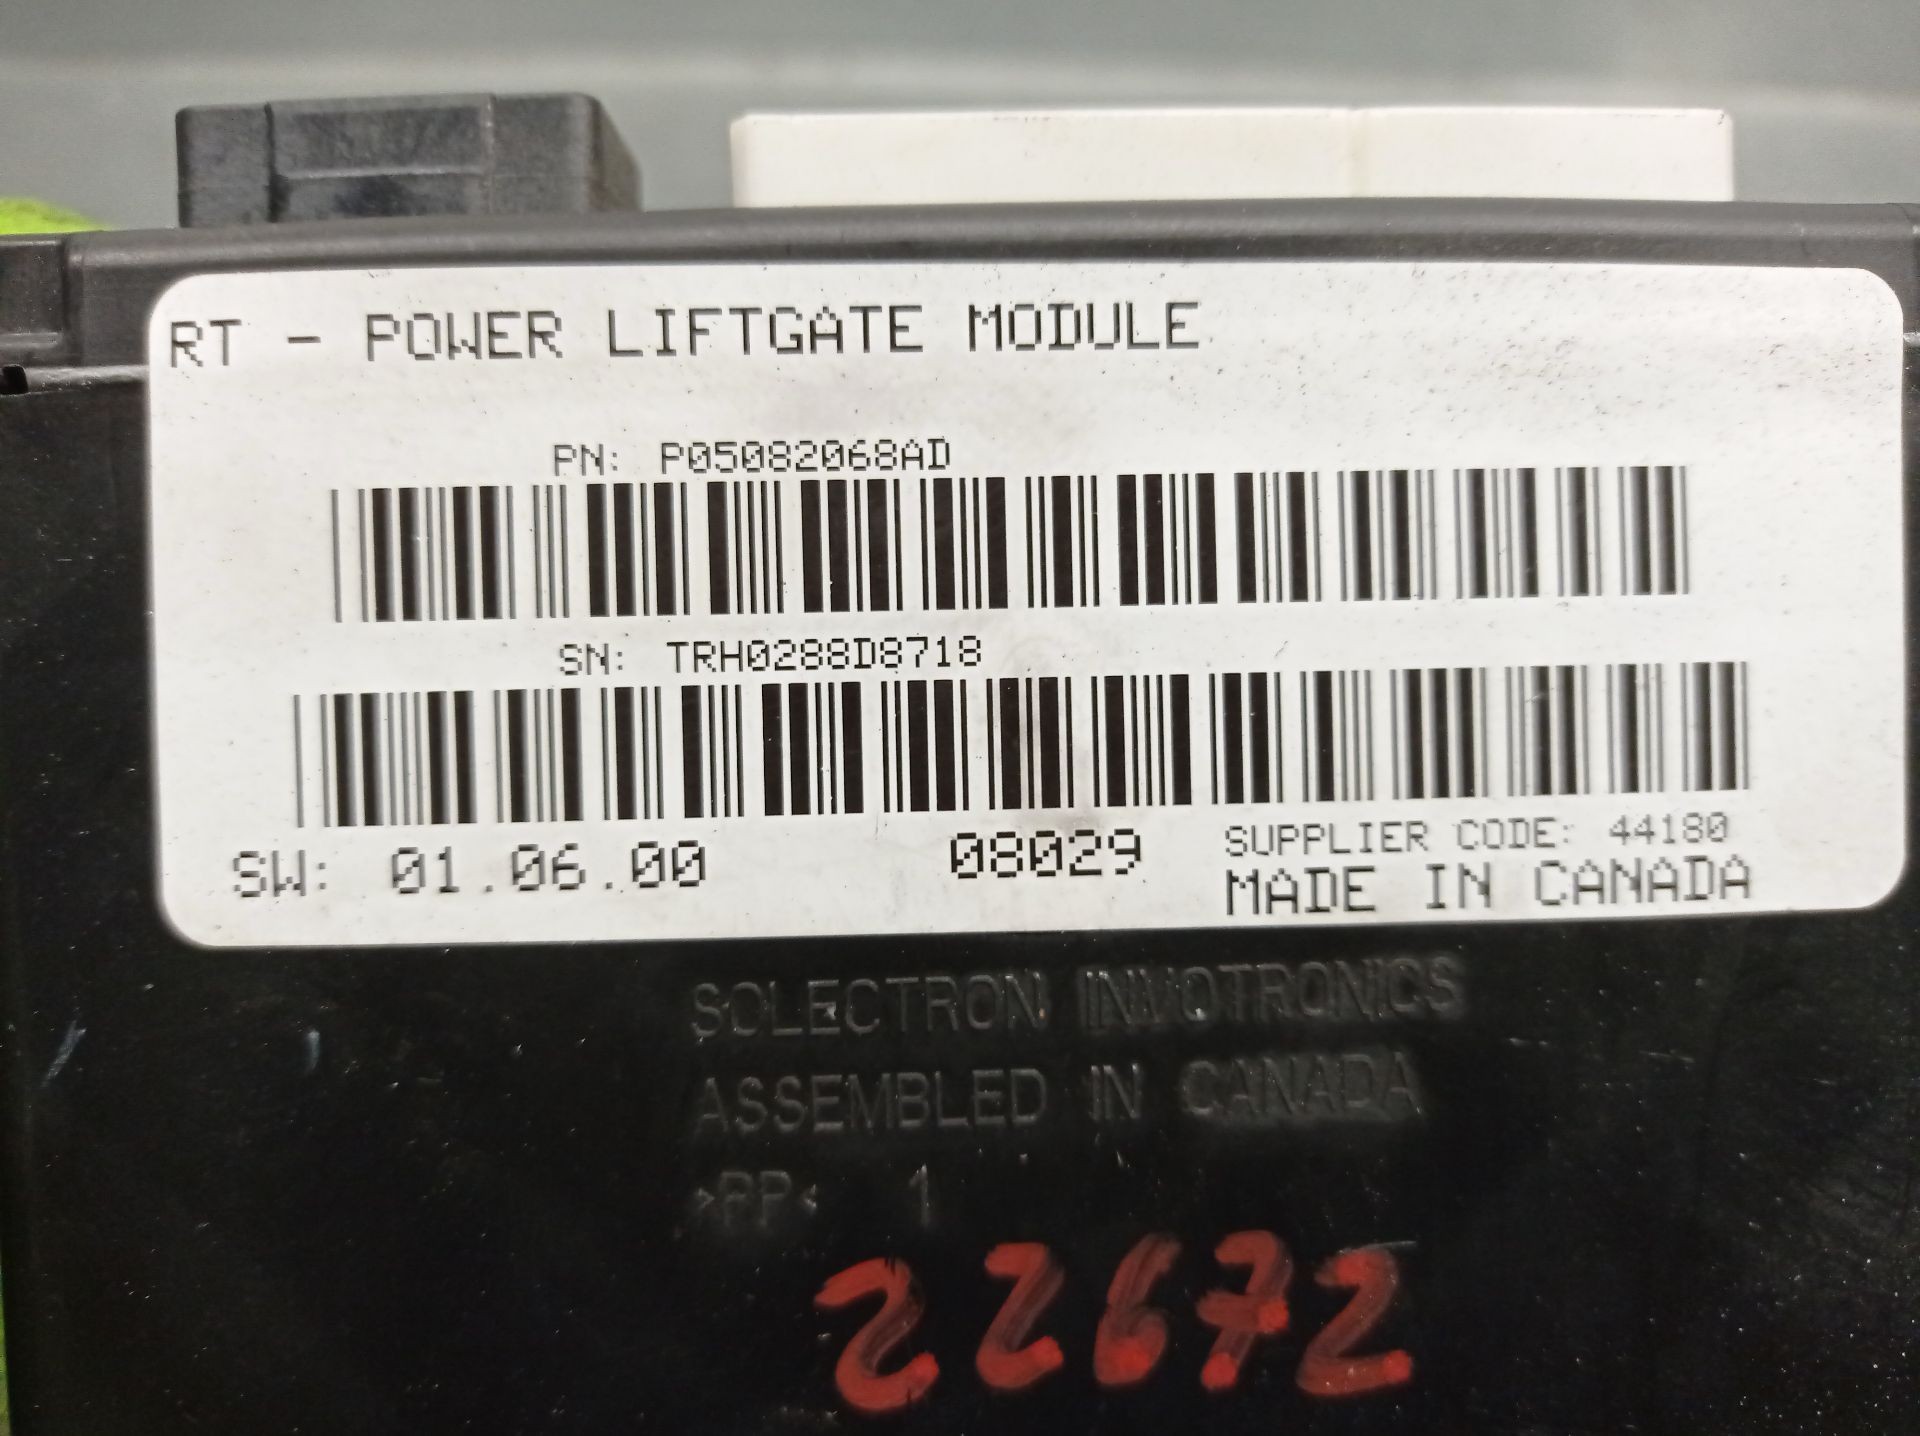 RT - POWER LIFTGATE MODULE
PN: P05082068AD
SN: TRH0288D8718
SW: 01.06.00 08029 SUPPLIER CODE: 44180
MADE IN CANADA
SOLECTRON INVOTRONICS
ASSEMBLED IN CANADA
>PP< 1
22672